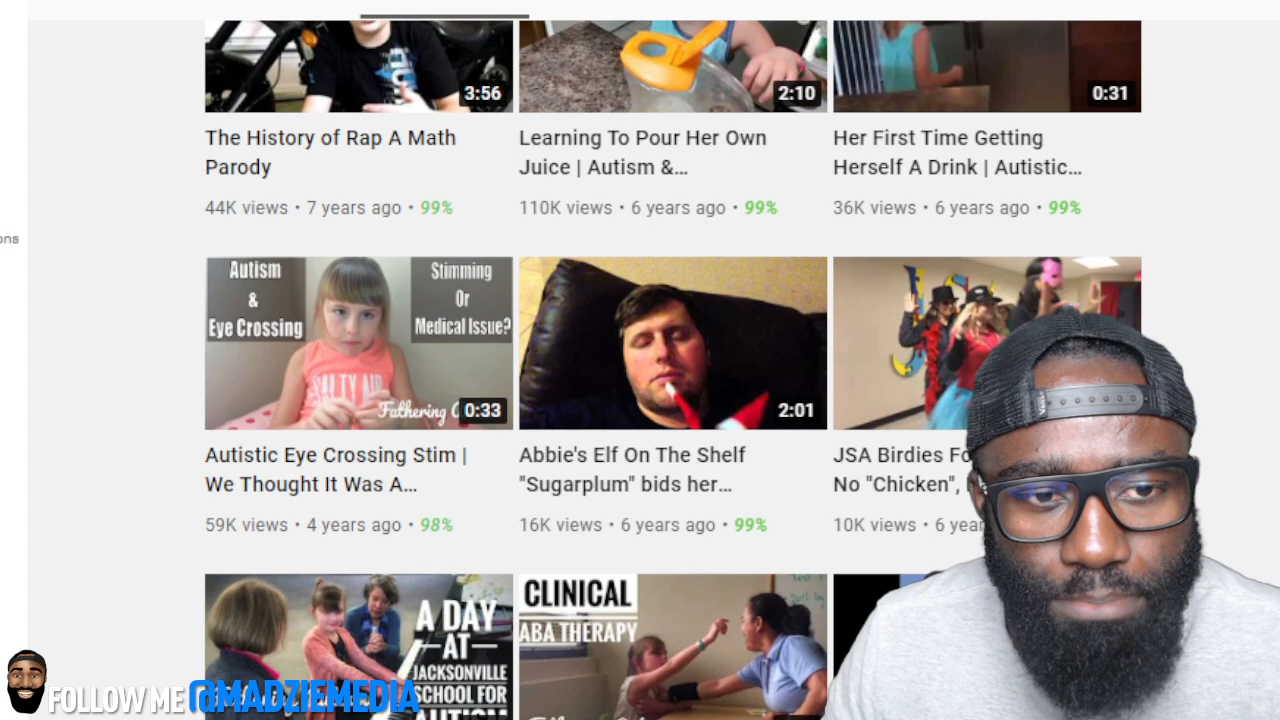 3:56
2:10
0:31
The History of Rap A Math
Parody
44K views • 7 years ago • 99%
Learning To Pour Her Own
Juice | Autism &...
110K views • 6 years ago • 99%
Her First Time Getting
Herself A Drink | Autistic...
36K views • 6 years ago • 99%
ons
Autism
&
Eye Crossing
Stimming
Or
Medical Issue?
SALTY AIR
Fathering
0:33
2:01
Autistic Eye Crossing Stim |
We Thought It Was A...
59K views • 4 years ago • 98%
Abbie's Elf On The Shelf
"Sugarplum" bids her...
16K views • 6 years ago • 99%
JSA Birdies
No "Chicken",
10K views • 6
A DAY
AT
JACKSONVILLE
SCHOOL FOR
AUTISM
CLINICAL
ABA THERAPY
FOLLOW ME @MADZIEMEDIA